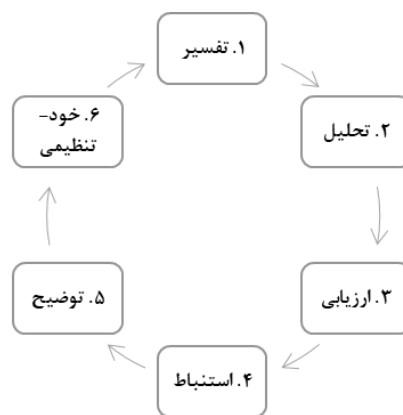 ۱. تفسیر
۲. تحلیل
۳. ارزیابی
۴. استنباط
۵. توضیح
۶. خود-
تنظیمی